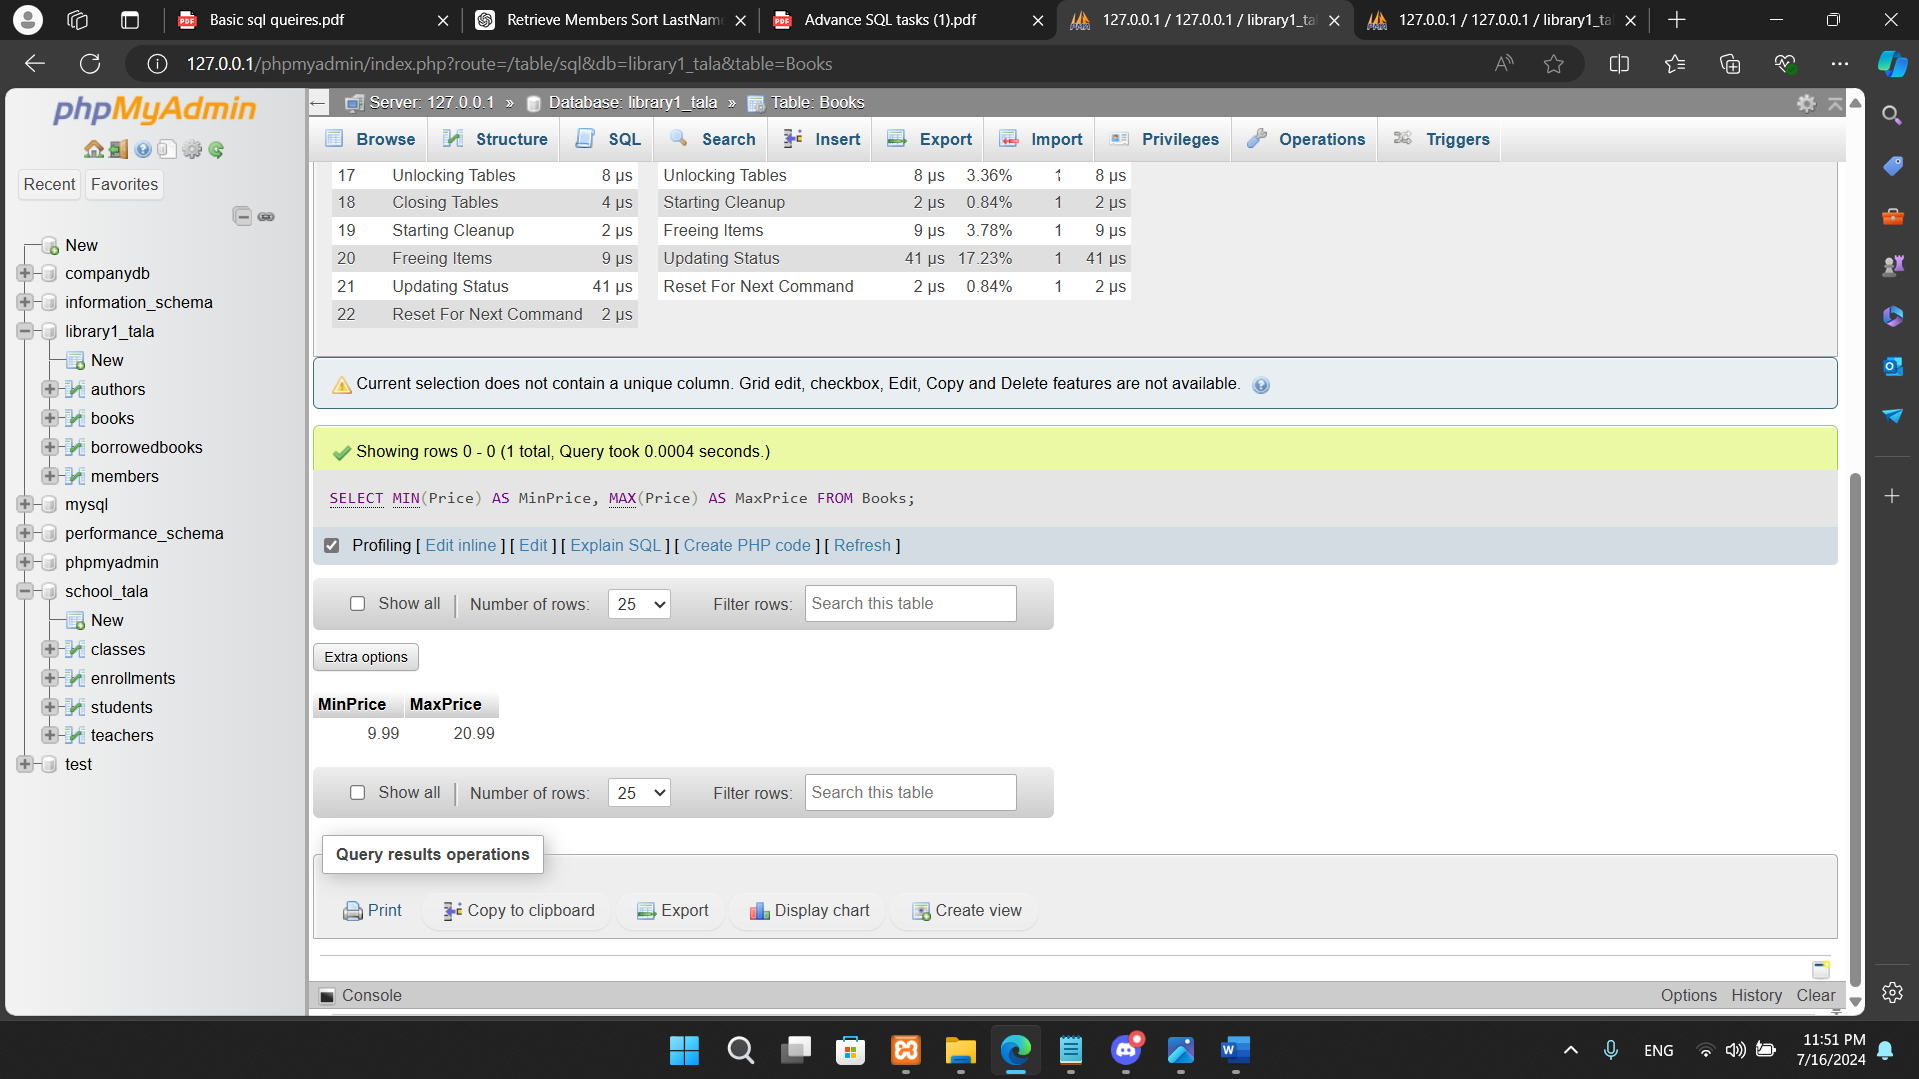 Basic sql queires.pdf
Retrieve Members Sort LastName
Advance SQL tasks (1).pdf
127.0.0.1 / 127.0.0.1 / library1_ta
127.0.0.1 / 127.0.0.1 / library1_ta
127.0.0.1/phpmyadmin/index.php?route=/table/sql&db=library1_tala&table=Books
phpMyAdmin
Recent Favorites
New
companydb
information_schema
library1_tala
New
authors
books
borrowedbooks
members
mysql
performance_schema
phpmyadmin
school_tala
New
classes
enrollments
students
teachers
test
Server: 127.0.0.1 » Database: library1_tala » Table: Books
Browse Structure SQL Search Insert Export Import Privileges Operations Triggers
17 Unlocking Tables 8 µs Unlocking Tables 8 µs 3.36% 1 8 µs
18 Closing Tables 4 µs Starting Cleanup 2 µs 0.84% 1 2 µs
19 Starting Cleanup 2 µs Freeing Items 9 µs 3.78% 1 9 µs
20 Freeing Items 9 µs Updating Status 41 µs 17.23% 1 41 µs
21 Updating Status 41 µs Reset For Next Command 2 µs 0.84% 1 2 µs
22 Reset For Next Command 2 µs
Current selection does not contain a unique column. Grid edit, checkbox, Edit, Copy and Delete features are not available.
Showing rows 0 - 0 (1 total, Query took 0.0004 seconds.)
SELECT MIN(Price) AS MinPrice, MAX(Price) AS MaxPrice FROM Books;
Profiling [ Edit inline ] [ Edit ] [ Explain SQL ] [ Create PHP code ] [ Refresh ]
Show all Number of rows: 25 Filter rows: Search this table
Extra options
MinPrice MaxPrice
9.99 20.99
Show all Number of rows: 25 Filter rows: Search this table
Query results operations
Print Copy to clipboard Export Display chart Create view
Console Options History Clear
ENG
11:51 PM
7/16/2024